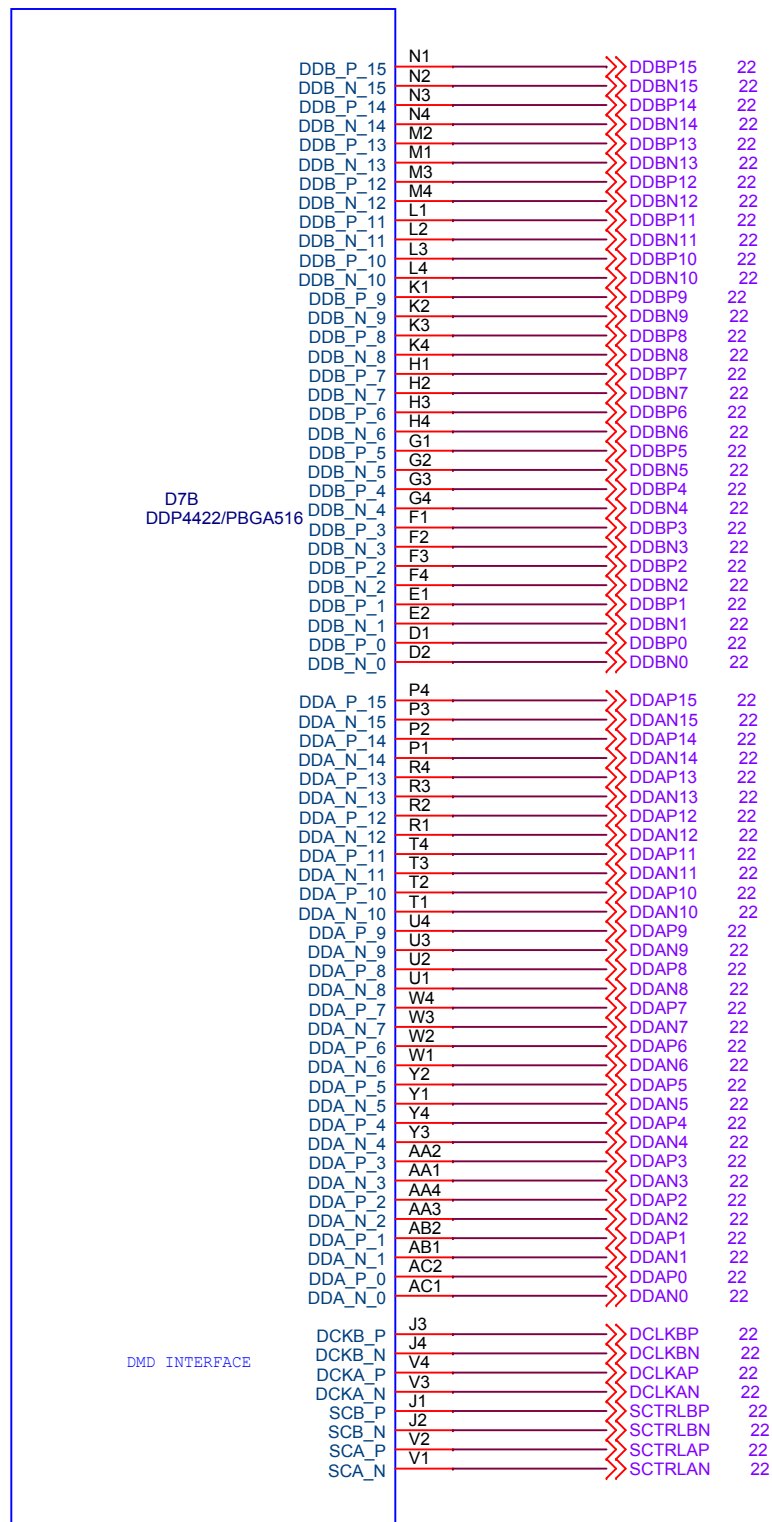 DDB_P_15 N1 DDBP15 22
DDB_N_15 N2 DDBN15 22
DDB_P_14 N3 DDBP14 22
DDB_N_14 N4 DDBN14 22
DDB_P_13 M2 DDBP13 22
DDB_N_13 M1 DDBN13 22
DDB_P_12 M3 DDBP12 22
DDB_N_12 M4 DDBN12 22
DDB_P_11 L1 DDBP11 22
DDB_N_11 L2 DDBN11 22
DDB_P_10 L3 DDBP10 22
DDB_N_10 L4 DDBN10 22
DDB_P_9 K1 DDBP9 22
DDB_N_9 K2 DDBN9 22
DDB_P_8 K3 DDBP8 22
DDB_N_8 K4 DDBN8 22
DDB_P_7 H1 DDBP7 22
DDB_N_7 H2 DDBN7 22
DDB_P_6 H3 DDBP6 22
DDB_N_6 H4 DDBN6 22
DDB_P_5 G1 DDBP5 22
DDB_N_5 G2 DDBN5 22
DDB_P_4 G3 DDBP4 22
D7B
DDB_N_4 G4 DDBN4 22
DDP4422/PBGA516
DDB_P_3 F1 DDBP3 22
DDB_N_3 F2 DDBN3 22
DDB_P_2 F3 DDBP2 22
DDB_N_2 F4 DDBN2 22
DDB_P_1 E1 DDBP1 22
DDB_N_1 E2 DDBN1 22
DDB_P_0 D1 DDBP0 22
DDB_N_0 D2 DDBN0 22
DDA_P_15 P4 DDAP15 22
DDA_N_15 P3 DDAN15 22
DDA_P_14 P2 DDAP14 22
DDA_N_14 P1 DDAN14 22
DDA_P_13 R4 DDAP13 22
DDA_N_13 R3 DDAN13 22
DDA_P_12 R2 DDAP12 22
DDA_N_12 R1 DDAN12 22
DDA_P_11 T4 DDAP11 22
DDA_N_11 T3 DDAN11 22
DDA_P_10 T2 DDAP10 22
DDA_N_10 T1 DDAN10 22
DDA_P_9 U4 DDAP9 22
DDA_N_9 U3 DDAN9 22
DDA_P_8 U2 DDAP8 22
DDA_N_8 U1 DDAN8 22
DDA_P_7 W4 DDAP7 22
DDA_N_7 W3 DDAN7 22
DDA_P_6 W2 DDAP6 22
DDA_N_6 W1 DDAN6 22
DDA_P_5 Y2 DDAP5 22
DDA_N_5 Y1 DDAN5 22
DDA_P_4 Y4 DDAP4 22
DDA_N_4 Y3 DDAN4 22
DDA_P_3 AA2 DDAP3 22
DDA_N_3 AA1 DDAN3 22
DDA_P_2 AA4 DDAP2 22
DDA_N_2 AA3 DDAN2 22
DDA_P_1 AB2 DDAP1 22
DDA_N_1 AB1 DDAN1 22
DDA_P_0 AC2 DDAP0 22
DDA_N_0 AC1 DDAN0 22
DCKB_P J3 DCLKBP 22
DCKB_N J4 DCLKBN 22
DMD INTERFACE
DCKA_P V4 DCLKAP 22
DCKA_N V3 DCLKAN 22
SCB_P J1 SCTRLBP 22
SCB_N J2 SCTRLBN 22
SCA_P V2 SCTRLAP 22
SCA_N V1 SCTRLAN 22